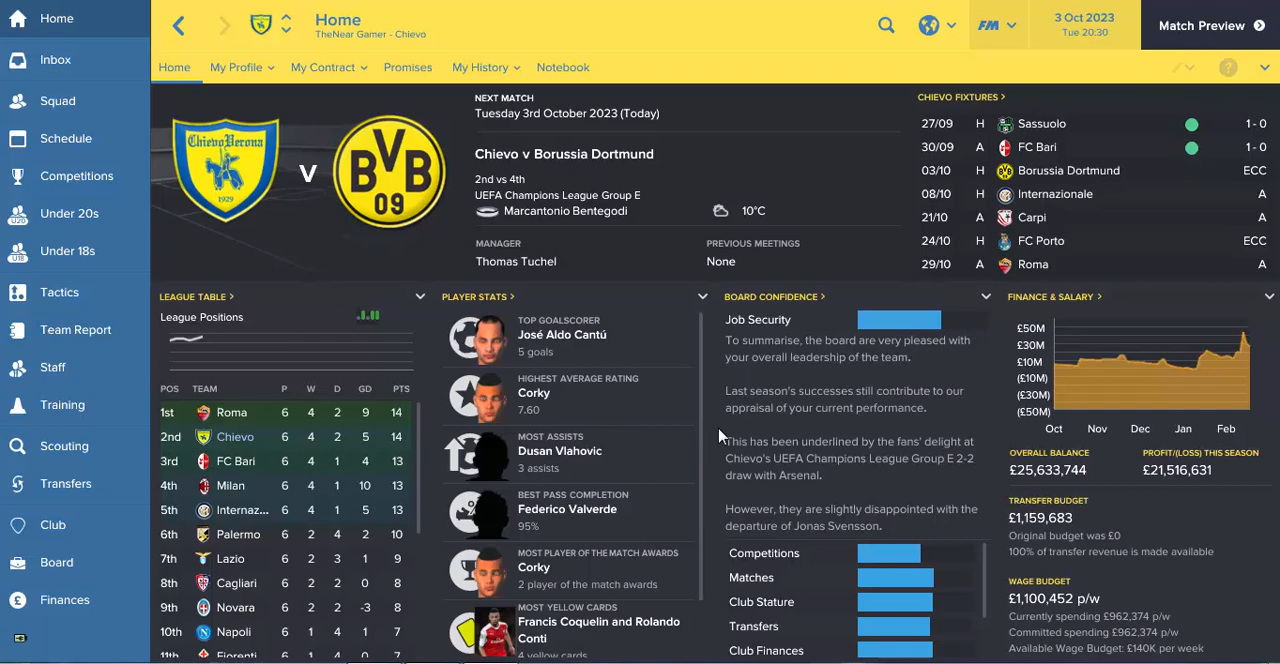 Home
Inbox
Squad
Schedule
Competitions
U20
Under 20s
U18
Under 18s
Tactics
Team Report
Staff
Training
Scouting
Transfers
Club
Board
£ Finances
Home
TheNear Gamer - Chievo
FM
3 Oct 2023
Tue 20:30
Match Preview
Home
My Profile
My Contract
Promises
My History
Notebook
?
ChievoVerona
1929
V
BVB
09
NEXT MATCH
Tuesday 3rd October 2023 (Today)
Chievo v Borussia Dortmund
2nd vs 4th
UEFA Champions League Group E
Marcantonio Bentegodi
10°C
MANAGER
Thomas Tuchel
PREVIOUS MEETINGS
None
CHIEVO FIXTURES >
27/09 H Sassuolo 1 - 0
30/09 A FC Bari 1 - 0
03/10 H Borussia Dortmund ECC
08/10 H Internazionale A
21/10 A Carpi A
24/10 H FC Porto ECC
29/10 A Roma A
LEAGUE TABLE >
League Positions
POS TEAM P W D GD PTS
1st Roma 6 4 2 9 14
2nd Chievo 6 4 2 5 14
3rd FC Bari 6 4 1 4 13
4th Milan 6 4 1 10 13
5th Internaz... 6 4 1 5 13
6th Palermo 6 2 4 2 10
7th Lazio 6 2 3 1 9
8th Cagliari 6 2 2 0 8
9th Novara 6 2 2 -3 8
10th Napoli 6 1 4 1 7
11th Fiorenti 6 1 4 0 7
PLAYER STATS >
TOP GOALSCORER
José Aldo Cantú
5 goals
HIGHEST AVERAGE RATING
Corky
7.60
MOST ASSISTS
Dusan Vlahovic
3 assists
BEST PASS COMPLETION
Federico Valverde
95%
MOST PLAYER OF THE MATCH AWARDS
Corky
2 player of the match awards
MOST YELLOW CARDS
Francis Coquelin and Rolando
Conti
4 yellow cards
BOARD CONFIDENCE >
Job Security
To summarise, the board are very pleased with
your overall leadership of the team.
Last season's successes still contribute to our
appraisal of your current performance.
This has been underlined by the fans' delight at
Chievo's UEFA Champions League Group E 2-2
draw with Arsenal.
However, they are slightly disappointed with the
departure of Jonas Svensson.
Competitions
Matches
Club Stature
Transfers
Club Finances
FINANCE & SALARY >
£50M
£30M
£10M
(£10M)
(£30M)
(£50M)
Oct Nov Dec Jan Feb
OVERALL BALANCE
£25,633,744
PROFIT/(LOSS) THIS SEASON
£21,516,631
TRANSFER BUDGET
£1,159,683
Original budget was £0
100% of transfer revenue is made available
WAGE BUDGET
£1,100,452 p/w
Currently spending £962,374 p/w
Committed spending £962,374 p/w
Available Wage Budget: £140K per week